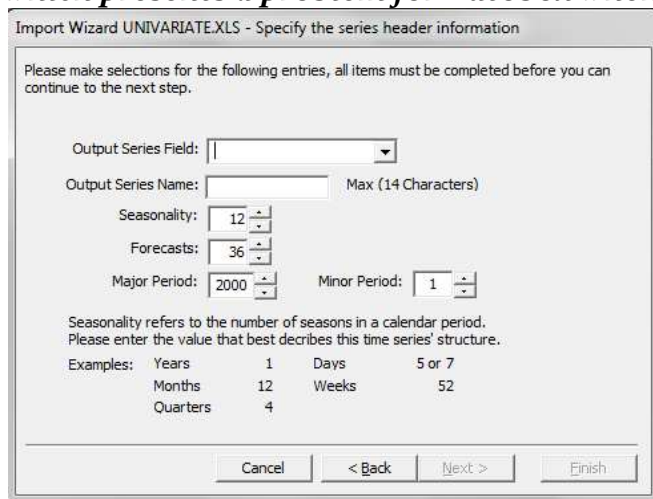 Import Wizard UNIVARIATE.XLS - Specify the series header information
Please make selections for the following entries, all items must be completed before you can
continue to the next step.
Output Series Field:
Output Series Name: Max (14 Characters)
Seasonality: 12
Forecasts: 36
Major Period: 2000 Minor Period: 1
Seasonality refers to the number of seasons in a calendar period.
Please enter the value that best decribes this time series' structure.
Examples: Years 1 Days 5 or 7
Months 12 Weeks 52
Quarters 4
Cancel < Back Next > Finish